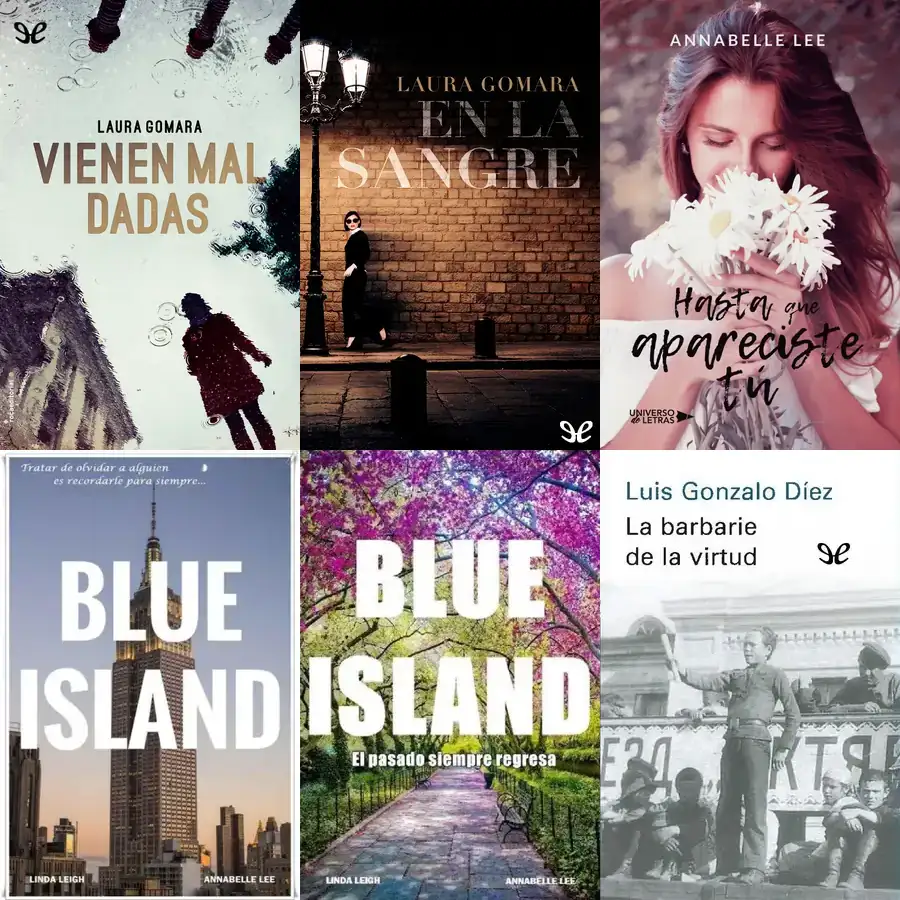 LAURA GOMARA
VIENEN MAL
DADAS
LAURA GOMARA
EN LA
SANGRE
ANNABELLE LEE
Hasta que
apareciste
tú
UNIVERSO
de LETRAS
Tratar de olvidar a alguien
es recordarle para siempre...
BLUE
ISLAND
LINDA LEIGH
ANNABELLE LEE
BLUE
ISLAND
El pasado siempre regresa
LINDA LEIGH
ANNABELLE LEE
Luis Gonzalo Díez
La barbarie
de la virtud